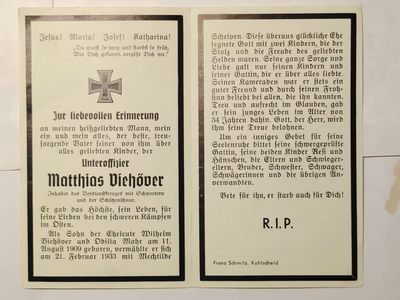 Jesus! Maria! Josef! Katharina!
„Du warst so jung und starbst so früh,
Wer Dich gekannt, vergißt Dich nie."
Zur liebevollen Erinnerung
an meinen heißgeliebten Mann, mein
ein und mein alles, der beste, treu-
sorgende Vater seiner von ihm über
alles geliebten Kinder, der
Unteroffizier
Matthias Viehöver
Inhaber des Verdienstkreuzes mit Schwertern
und der Schützenschnur.
Er gab das Höchste, sein Leben, für
seine Lieben bei den schweren Kämpfen
im Osten.
Als Sohn der Eheleute Wilhelm
Viehöver und Odilia Mahr am 11.
August 1909 geboren, vermählte er sich
am 21. Februar 1933 mit Mechtilde
Scheiven. Diese überaus glückliche Ehe
segnete Gott mit zwei Kindern, die der
Stolz und die Freude des geliebten
Helden waren. Seine ganze Sorge und
Liebe galt nur seinen Kindern und
seiner Gattin, die er über alles liebte.
Seinen Kameraden war er stets ein
guter Freund und durch seinen Froh-
sinn beliebt bei allen, die ihn kannten.
Treu und aufrecht im Glauben, gab
er sein junges Leben im Alter von
34 Jahren dahin. Gott, der Herr, wird
ihm seine Treue belohnen.
Um ein inniges Gebet für seine
Seelenruhe bittet seine schwergeprüfte
Gattin, seine beiden Kinder Resi und
Hänschen, die Eltern und Schwieger-
eltern, Bruder, Schwester, Schwager,
Schwägerinnen und die übrigen An-
verwandten.
Bete für ihn, er starb auch für Dich!
R.I.P.
Franz Schmitz, Kohlscheid